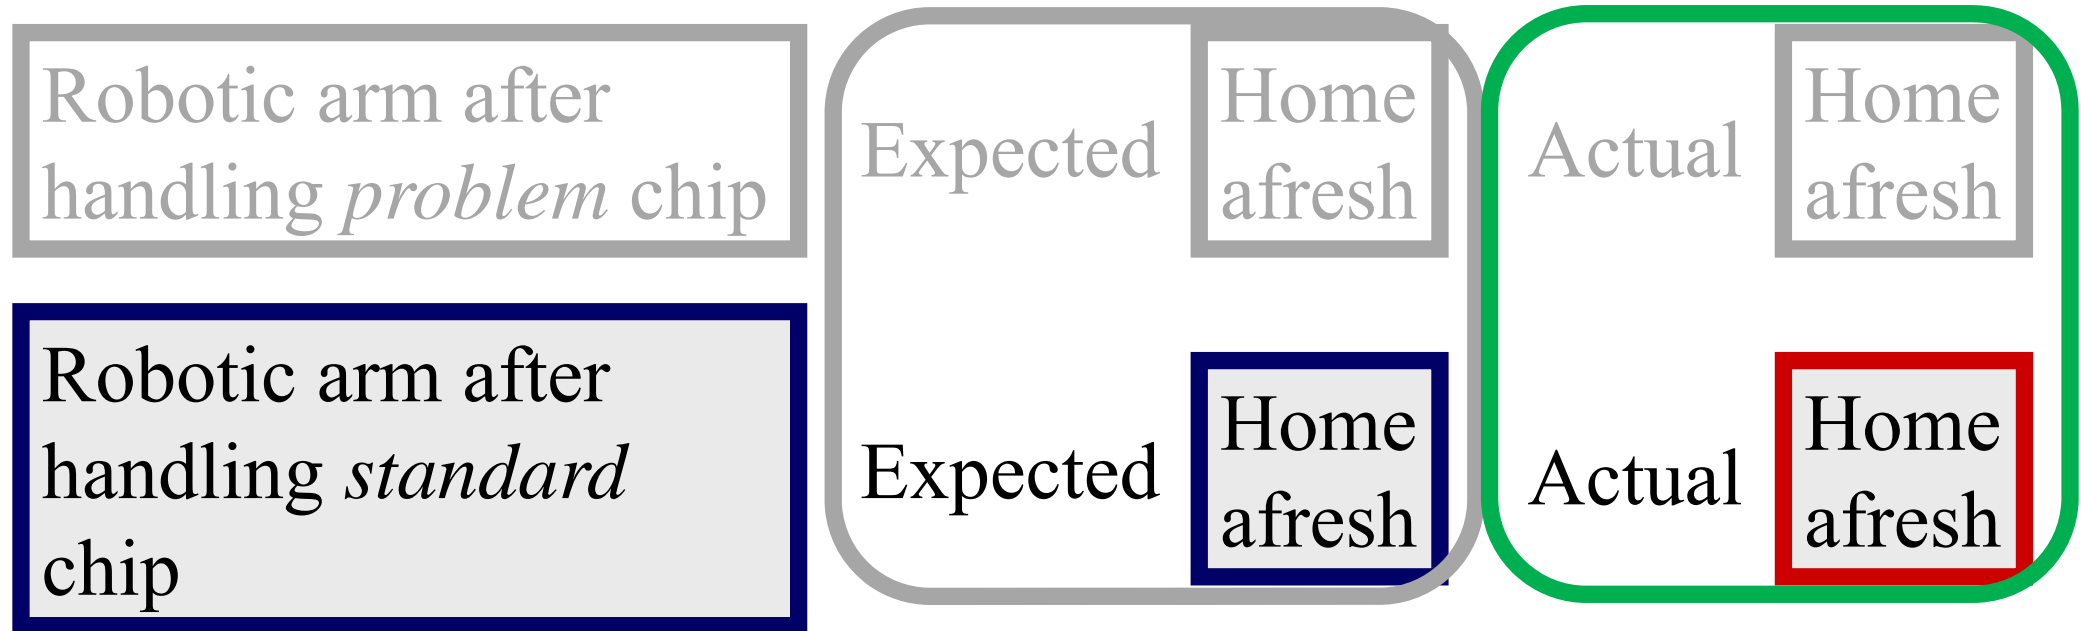 Robotic arm after
handling problem chip
Expected
Home
afresh
Actual
Home
afresh
Robotic arm after
handling standard
chip
Expected
Home
afresh
Actual
Home
afresh